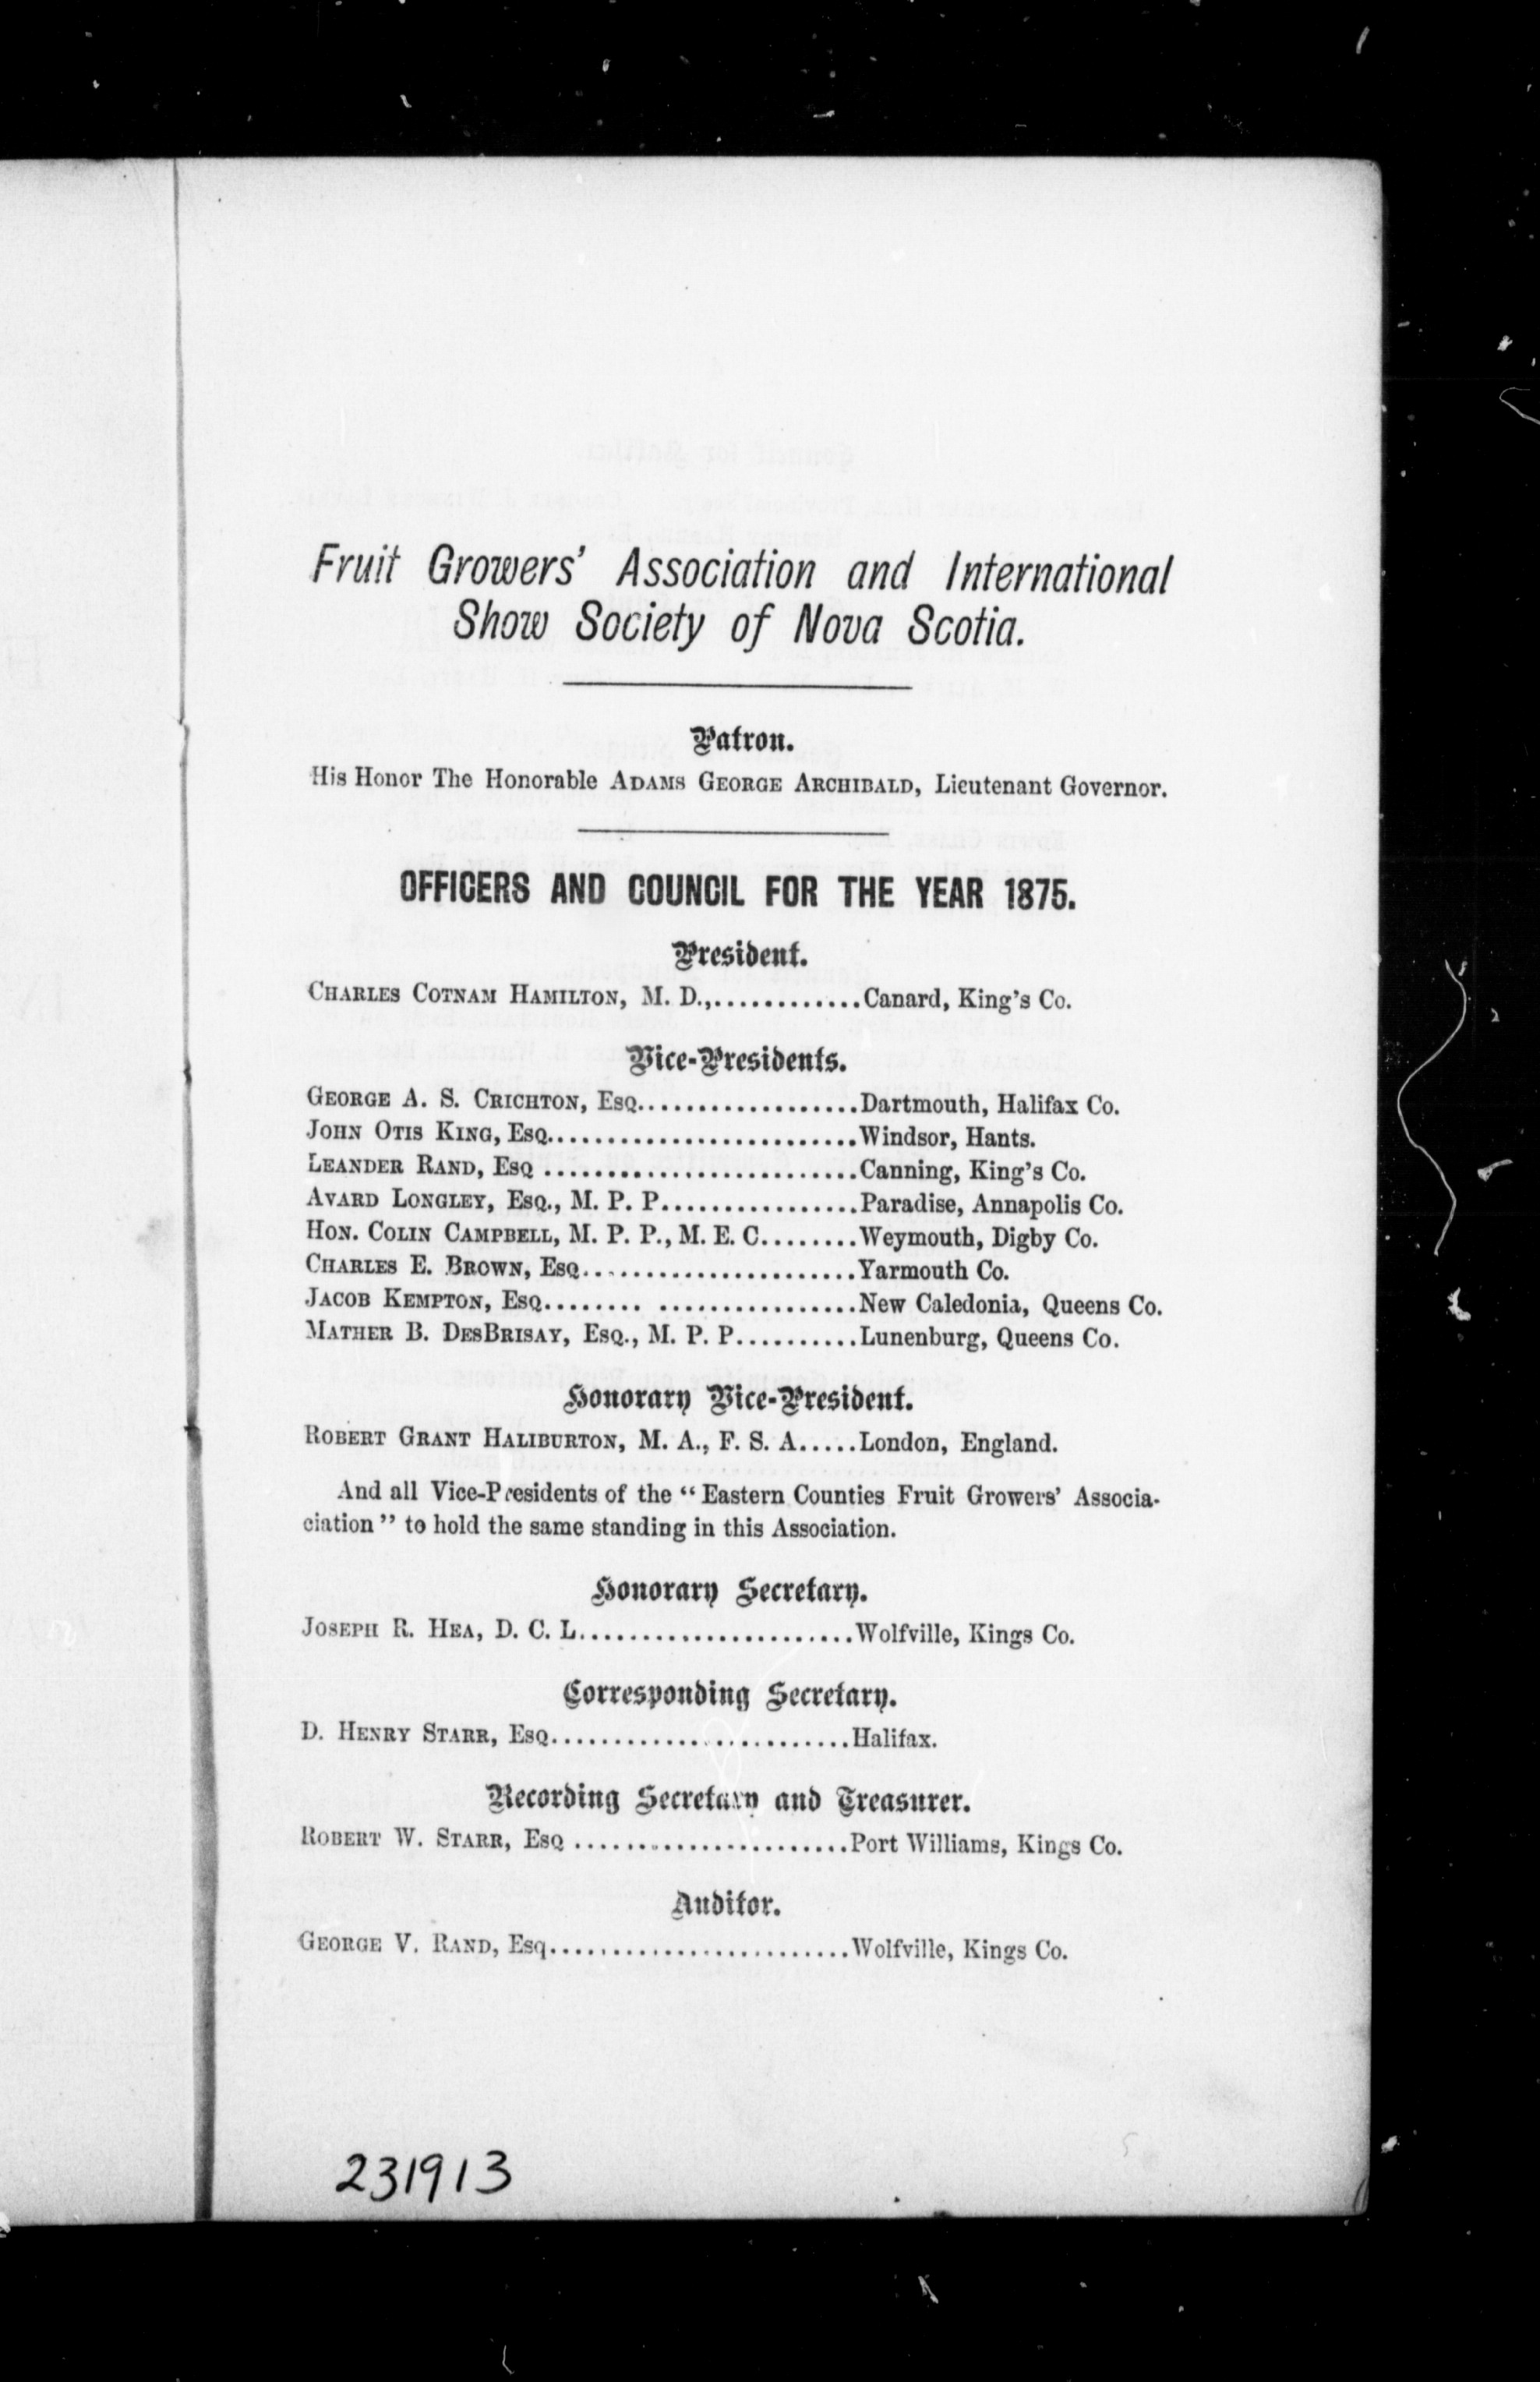 Fruit Growers' Association and International
Show Society of Nova Scotia.
Patron.
His Honor The Honorable ADAMS GEORGE ARCHIBALD, Lieutenant Governor.
OFFICERS AND COUNCIL FOR THE YEAR 1875.
President.
CHARLES COTNAM HAMILTON, M. D.,............Canard, King's Co.
Vice-Presidents.
GEORGE A. S. CRICHTON, ESQ..................Dartmouth, Halifax Co.
JOHN OTIS KING, ESQ..........................Windsor, Hants.
LEANDER RAND, ESQ ..........................Canning, King's Co.
AVARD LONGLEY, ESQ., M. P. P................Paradise, Annapolis Co.
HON. COLIN CAMPBELL, M. P. P., M. E. C........Weymouth, Digby Co.
CHARLES E. BROWN, ESQ.......................Yarmouth Co.
JACOB KEMPTON, ESQ........ .................New Caledonia, Queens Co.
MATHER B. DESBRISAY, ESQ., M. P. P..........Lunenburg, Queens Co.
Honorary Vice-President.
ROBERT GRANT HALIBURTON, M. A., F. S. A.....London, England.
And all Vice-Presidents of the "Eastern Counties Fruit Growers' Associa-
ciation" to hold the same standing in this Association.
Honorary Secretary.
JOSEPH R. HEA, D. C. L.......................Wolfville, Kings Co.
Corresponding Secretary.
D. HENRY STARR, ESQ.........................Halifax.
Recording Secretary and Treasurer.
ROBERT W. STARR, ESQ .......................Port Williams, Kings Co.
Auditor.
GEORGE V. RAND, Esq.........................Wolfville, Kings Co.
231913